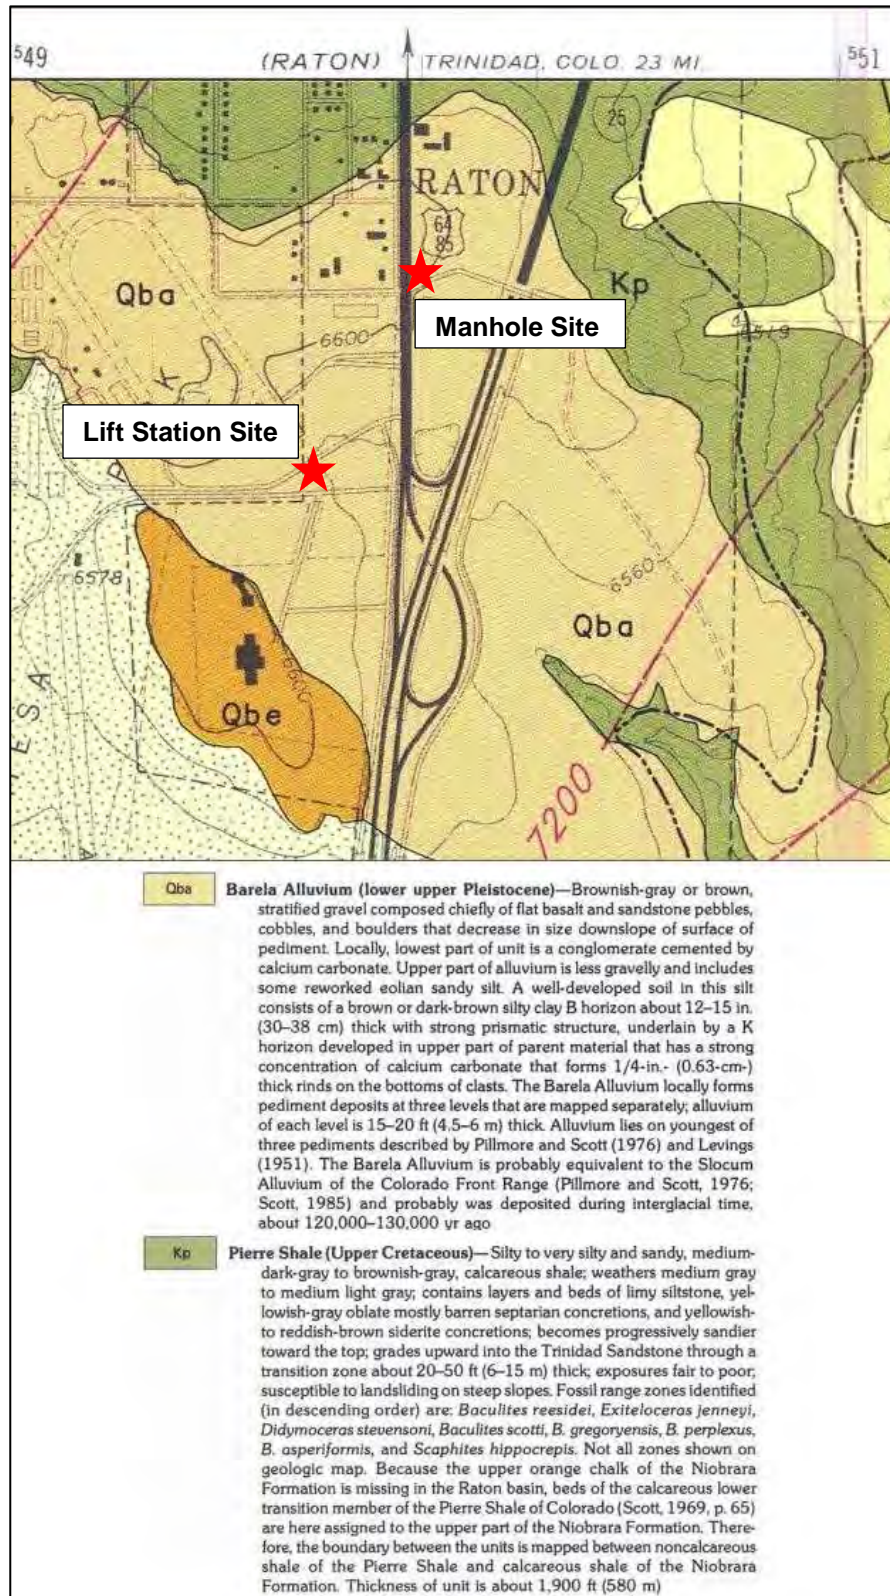 549
(RATON)
TRINIDAD, COLO. 23 MI.
551
25
RATON
64
85
Qba
Kp
Manhole Site
6600
6519
Lift Station Site
P
R
K
6578
6560
Qba
6600
Qbe
MESA
7200
Qba
Barela Alluvium (lower upper Pleistocene)—Brownish-gray or brown,
stratified gravel composed chiefly of flat basalt and sandstone pebbles,
cobbles, and boulders that decrease in size downslope of surface of
pediment. Locally, lowest part of unit is a conglomerate cemented by
calcium carbonate. Upper part of alluvium is less gravelly and includes
some reworked eolian sandy silt. A well-developed soil in this silt
consists of a brown or dark-brown silty clay B horizon about 12–15 in.
(30–38 cm) thick with strong prismatic structure, underlain by a K
horizon developed in upper part of parent material that has a strong
concentration of calcium carbonate that forms 1/4-in.- (0.63-cm-)
thick rinds on the bottoms of clasts. The Barela Alluvium locally forms
pediment deposits at three levels that are mapped separately; alluvium
of each level is 15–20 ft (4.5–6 m) thick. Alluvium lies on youngest of
three pediments described by Pillmore and Scott (1976) and Levings
(1951). The Barela Alluvium is probably equivalent to the Slocum
Alluvium of the Colorado Front Range (Pillmore and Scott, 1976;
Scott, 1985) and probably was deposited during interglacial time,
about 120,000–130,000 yr ago
Kp
Pierre Shale (Upper Cretaceous)—Silty to very silty and sandy, medium-
dark-gray to brownish-gray, calcareous shale; weathers medium gray
to medium light gray; contains layers and beds of limy siltstone, yel-
lowish-gray oblate mostly barren septarian concretions, and yellowish-
to reddish-brown siderite concretions; becomes progressively sandier
toward the top; grades upward into the Trinidad Sandstone through a
transition zone about 20–50 ft (6–15 m) thick; exposures fair to poor;
susceptible to landsliding on steep slopes. Fossil range zones identified
(in descending order) are: Baculites reesidei, Exiteloceras jenneyi,
Didymoceras stevensoni, Baculites scotti, B. gregoryensis, B. perplexus,
B. asperiformis, and Scaphites hippocrepis. Not all zones shown on
geologic map. Because the upper orange chalk of the Niobrara
Formation is missing in the Raton basin, beds of the calcareous lower
transition member of the Pierre Shale of Colorado (Scott, 1969, p. 65)
are here assigned to the upper part of the Niobrara Formation. There-
fore, the boundary between the units is mapped between noncalcareous
shale of the Pierre Shale and calcareous shale of the Niobrara
Formation. Thickness of unit is about 1,900 ft (580 m)